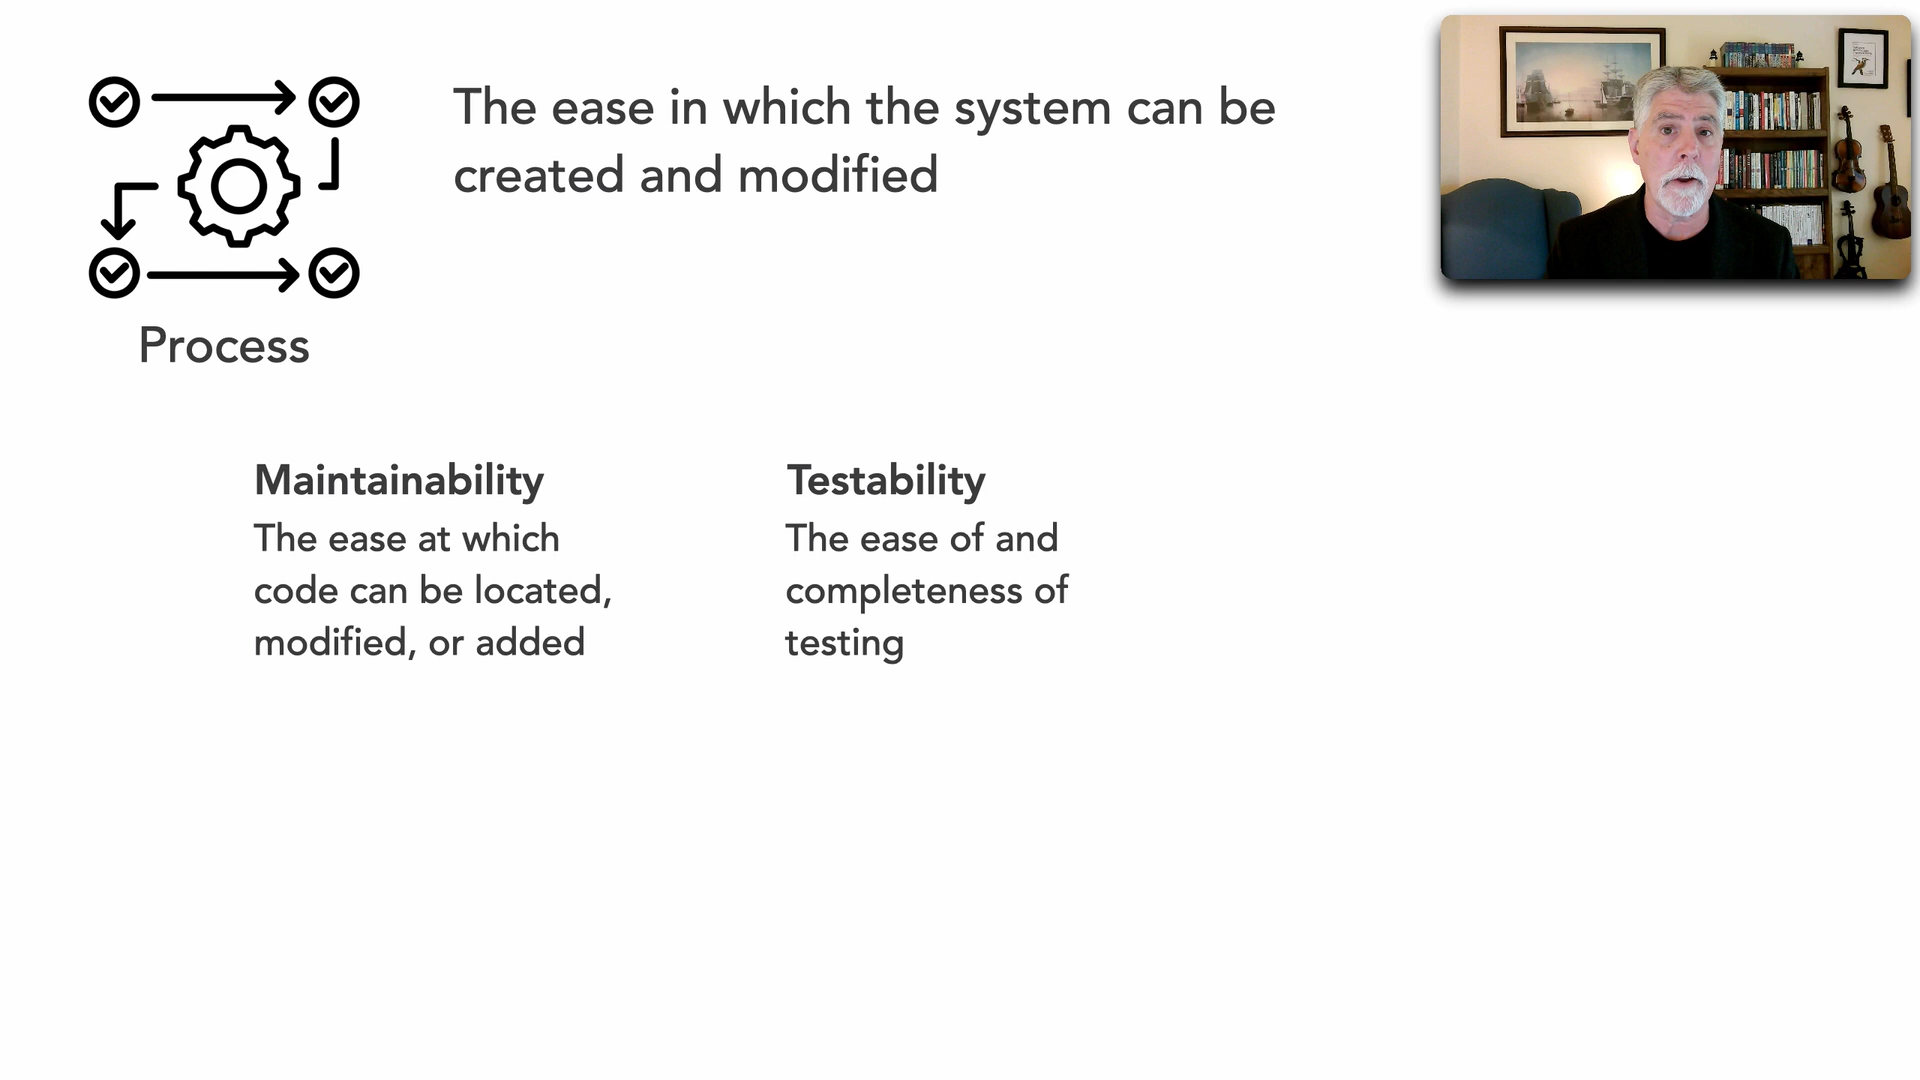 The ease in which the system can be
created and modified
Process
Maintainability
The ease at which
code can be located,
modified, or added
Testability
The ease of and
completeness of
testing